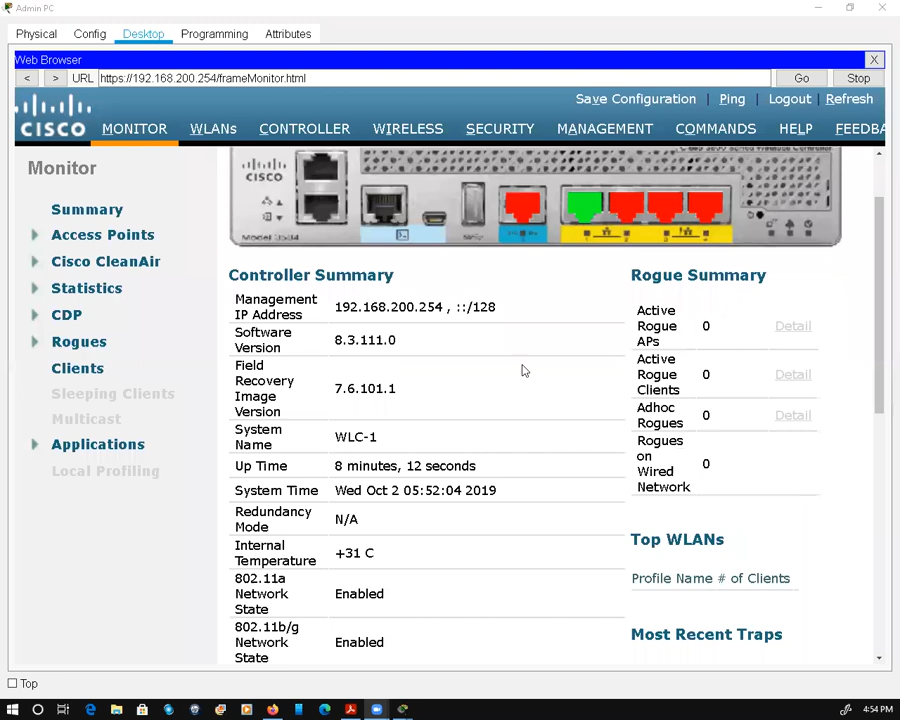 Admin PC
Physical Config Desktop Programming Attributes
Web Browser X
< > URL https://192.168.200.254/frameMonitor.html Go Stop
Save Configuration | Ping | Logout | Refresh
CISCO MONITOR WLANs CONTROLLER WIRELESS SECURITY MANAGEMENT COMMANDS HELP FEEDBA
Monitor
Summary
Access Points
Cisco CleanAir
Statistics
CDP
Rogues
Clients
Sleeping Clients
Multicast
Applications
Local Profiling
CISCO
Model 3504
Controller Summary
Management
IP Address 192.168.200.254 , ::/128
Software
Version 8.3.111.0
Field
Recovery
Image
Version 7.6.101.1
System
Name WLC-1
Up Time 8 minutes, 12 seconds
System Time Wed Oct 2 05:52:04 2019
Redundancy
Mode N/A
Internal
Temperature +31 C
802.11a
Network
State Enabled
802.11b/g
Network
State Enabled
Rogue Summary
Active
Rogue
APs 0 Detail
Active
Rogue
Clients 0 Detail
Adhoc
Rogues 0 Detail
Rogues
on
Wired
Network 0
Top WLANs
Profile Name # of Clients
Most Recent Traps
Top
4:54 PM